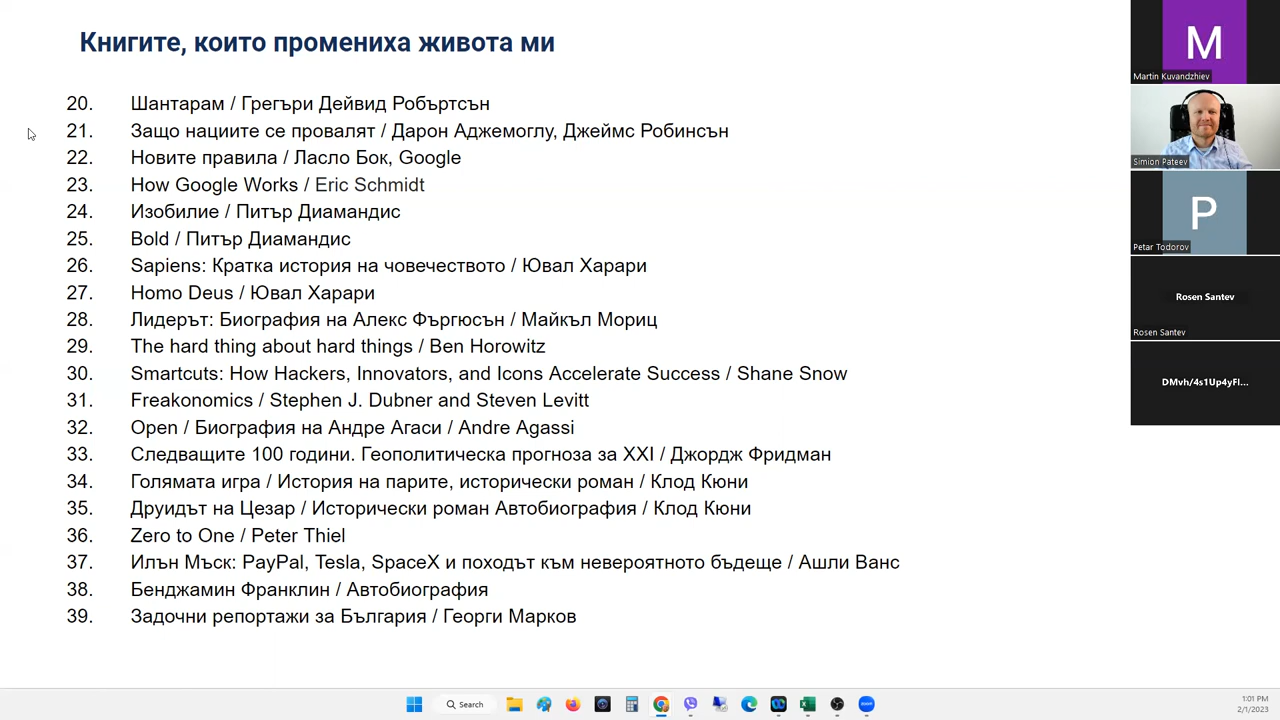 Книгите, които промениха живота ми
20. Шантарам / Грегъри Дейвид Робъртсън
21. Защо нациите се провалят / Дарон Аджемоглу, Джеймс Робинсън
22. Новите правила / Ласло Бок, Google
23. How Google Works / Eric Schmidt
24. Изобилие / Питър Диамандис
25. Bold / Питър Диамандис
26. Sapiens: Кратка история на човечеството / Ювал Харари
27. Homo Deus / Ювал Харари
28. Лидерът: Биография на Алекс Фъргюсън / Майкъл Мориц
29. The hard thing about hard things / Ben Horowitz
30. Smartcuts: How Hackers, Innovators, and Icons Accelerate Success / Shane Snow
31. Freakonomics / Stephen J. Dubner and Steven Levitt
32. Open / Биография на Андре Агаси / Andre Agassi
33. Следващите 100 години. Геополитическа прогноза за XXI / Джордж Фридман
34. Голямата игра / История на парите, исторически роман / Клод Кюни
35. Друидът на Цезар / Исторически роман Автобиография / Клод Кюни
36. Zero to One / Peter Thiel
37. Илън Мъск: PayPal, Tesla, SpaceX и походът към невероятното бъдеще / Ашли Ванс
38. Бенджамин Франклин / Автобиография
39. Задочни репортажи за България / Георги Марков
M
Martin Kuvandzhiev
Simion Pateev
P
Petar Todorov
Rosen Santev
Rosen Santev
DMvh/4s1Up4yFl...
Search
zoom
1:01 PM
2/1/2023